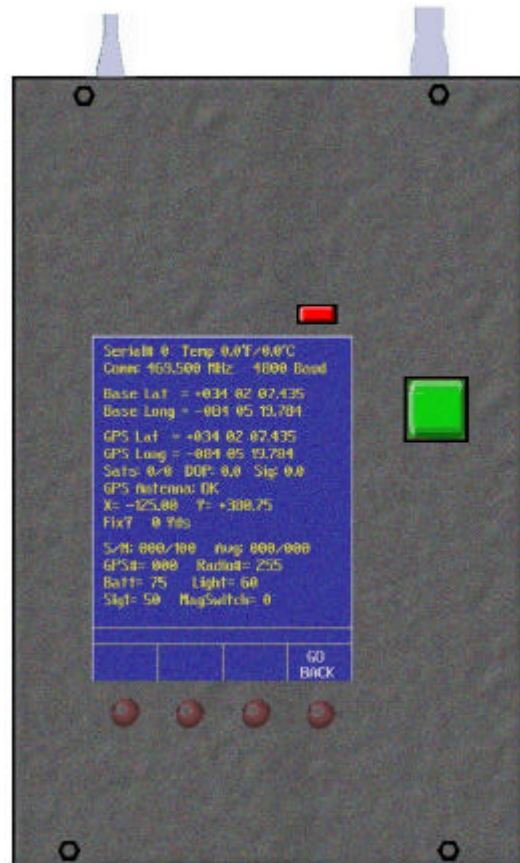 Serial# 0 Temp 0.0°F/0.0°C
Comm: 469.500 MHz 4800 Baud
Base Lat = +034 02 07.435
Base Long = -084 05 19.784
GPS Lat = +034 02 07.435
GPS Long = -084 05 19.784
Sats: 0/0 DOP: 0.0 Sig: 0.0
GPS Antenna: OK
X= -125.00 Y= +380.75
Fix? 0 Yds
S/N: 000/100 Avg: 000/000
GPS#= 000 Radio#= 255
Batt= 75 Light= 60
Sig?= 50 MagSwitch= 0
GO
BACK